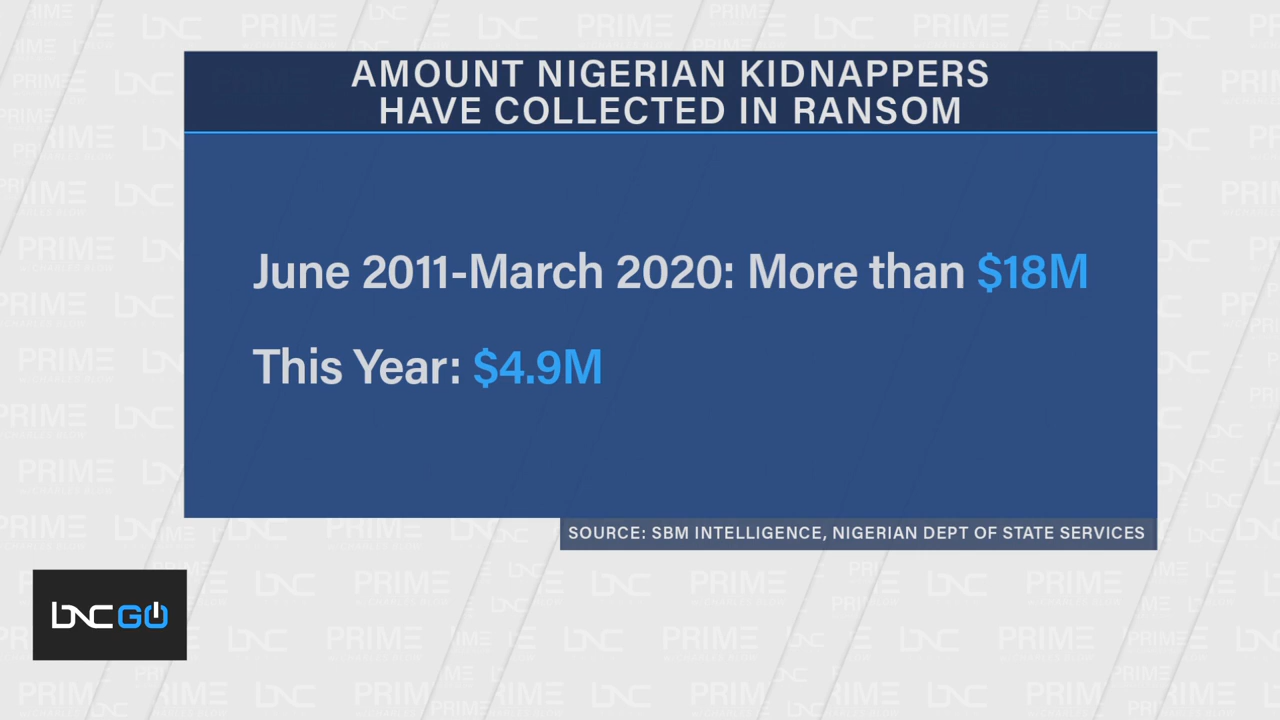 AMOUNT NIGERIAN KIDNAPPERS
HAVE COLLECTED IN RANSOM
June 2011-March 2020: More than $18M
This Year: $4.9M
SOURCE: SBM INTELLIGENCE, NIGERIAN DEPT OF STATE SERVICES
BNC GO